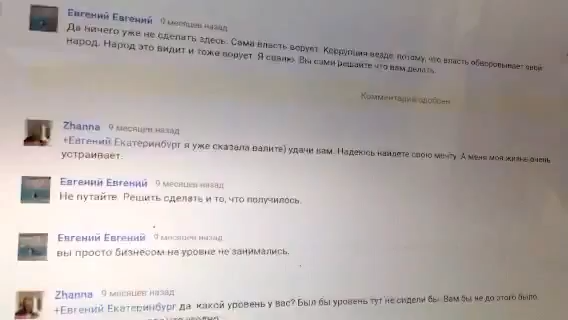 Евгений Евгений 9 месяцев назад
Да ничего уже не сделать здесь. Сама власть ворует. Коррупция везде, потому, что власть обворовывает свой
народ. Народ это видит и тоже ворует. Я свалю. Вы сами решайте что вам делать.
Комментарий одобрен
Zhanna 9 месяцев назад
+Евгений Екатеринбург я уже сказала валите) удачи вам. Надеюсь найдете свою мечту. А меня моя жизнь очень
устраивает.
Евгений Евгений 9 месяцев назад
Не путайте. Решить сделать и то, что получилось.
Евгений Евгений 9 месяцев назад
вы просто бизнесом на уровне не занимались.
Zhanna 9 месяцев назад
+Евгений Екатеринбург да какой уровень у вас? Был бы уровень тут не сидели бы. Вам бы не до этого было.